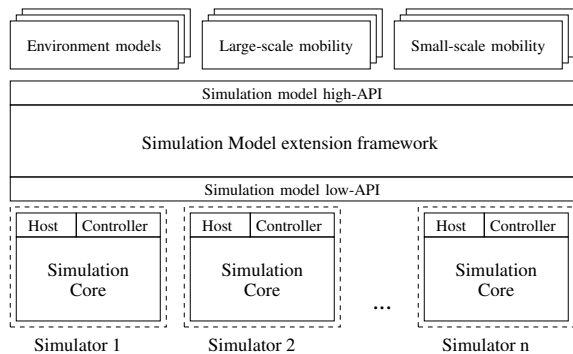 Environment models Large-scale mobility Small-scale mobility
Simulation model high-API
Simulation Model extension framework
Simulation model low-API
Host Controller Host Controller Host Controller
Simulation Simulation Simulation
Core Core ... Core
Simulator 1 Simulator 2 Simulator n